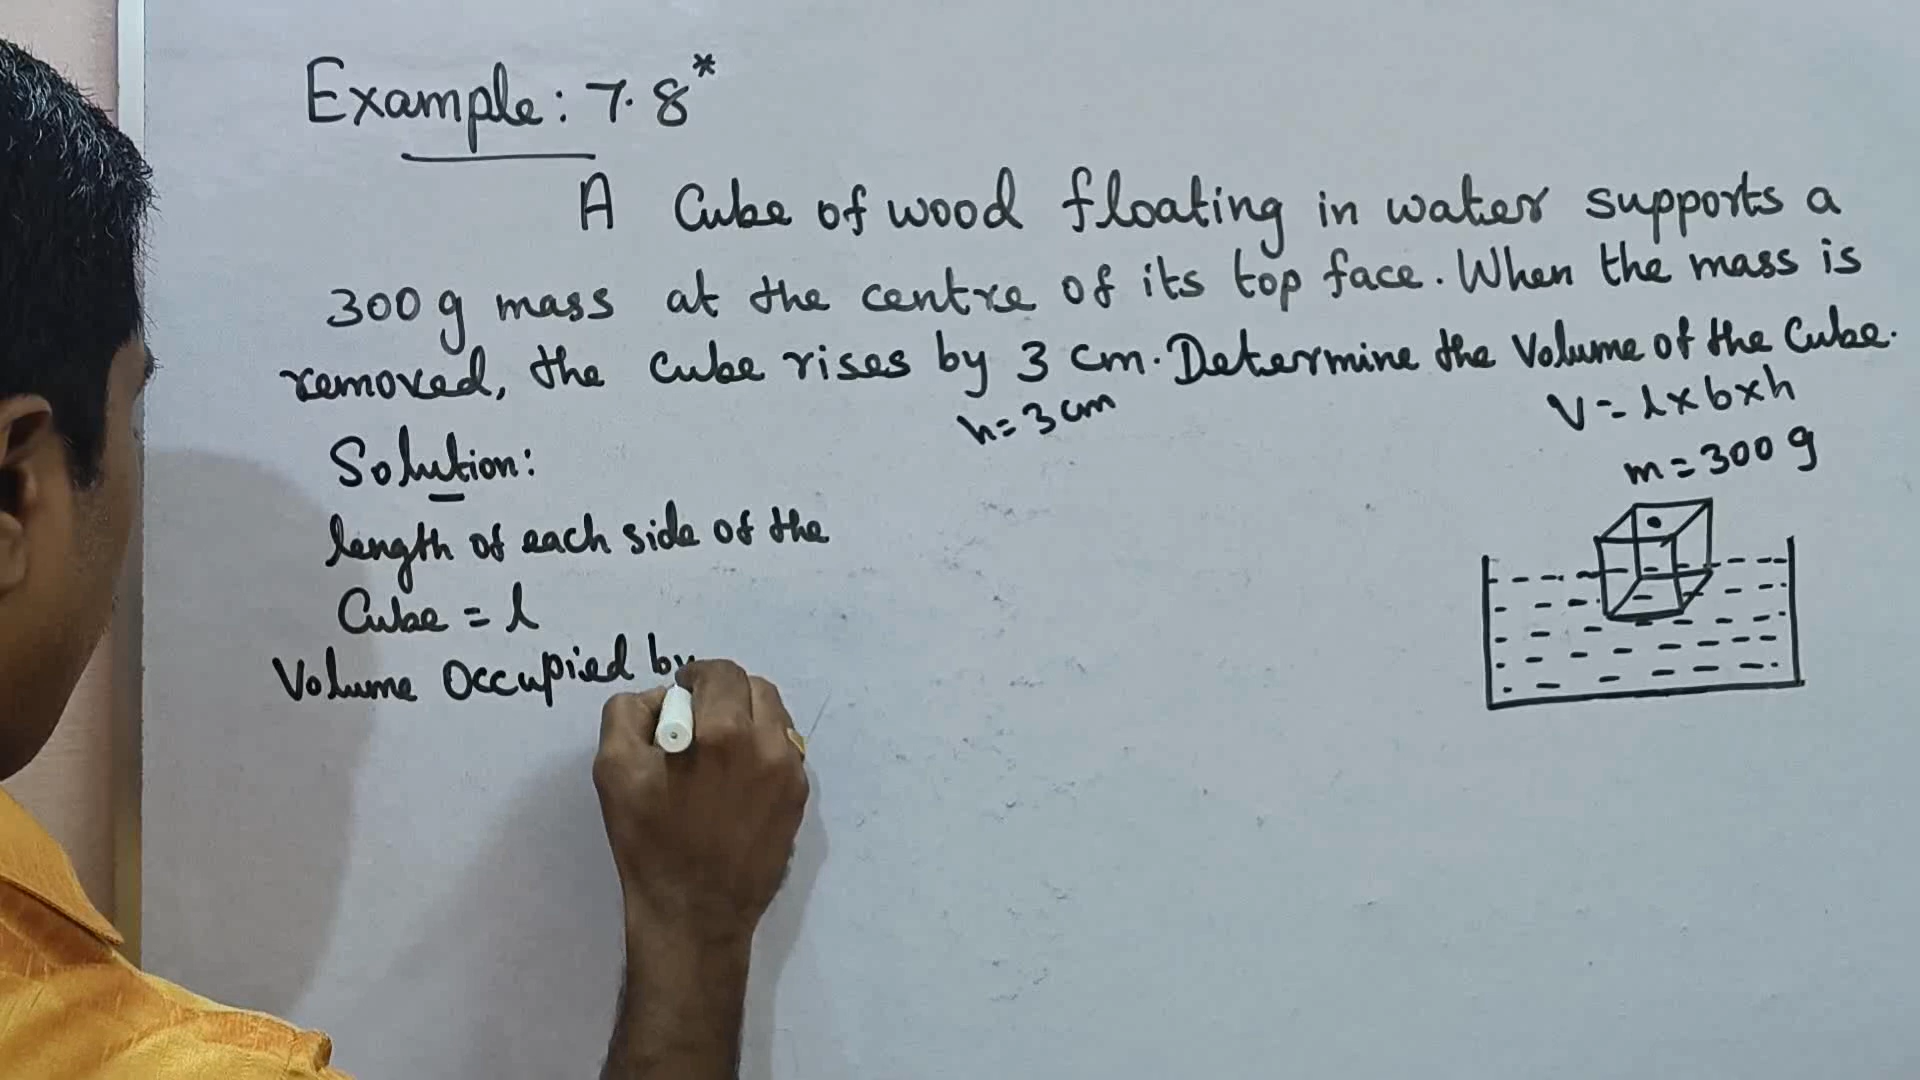 Example: 7.8*
A Cube of wood floating in water supports a
300 g mass at the centre of its top face. When the mass is
removed, the cube rises by 3 cm. Determine the Volume of the Cube.
h = 3 cm
V = l × b × h
m = 300 g
Solution:
length of each side of the
Cube = l
Volume Occupied by